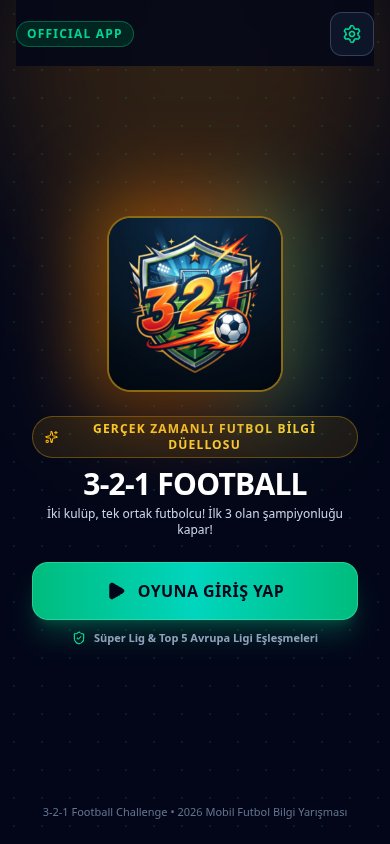 OFFICIAL APP
321
GERÇEK ZAMANLI FUTBOL BİLGİ
DÜELLOSU
3-2-1 FOOTBALL
İki kulüp, tek ortak futbolcu! İlk 3 olan şampiyonluğu
kapar!
OYUNA GİRİŞ YAP
Süper Lig & Top 5 Avrupa Ligi Eşleşmeleri
3-2-1 Football Challenge • 2026 Mobil Futbol Bilgi Yarışması